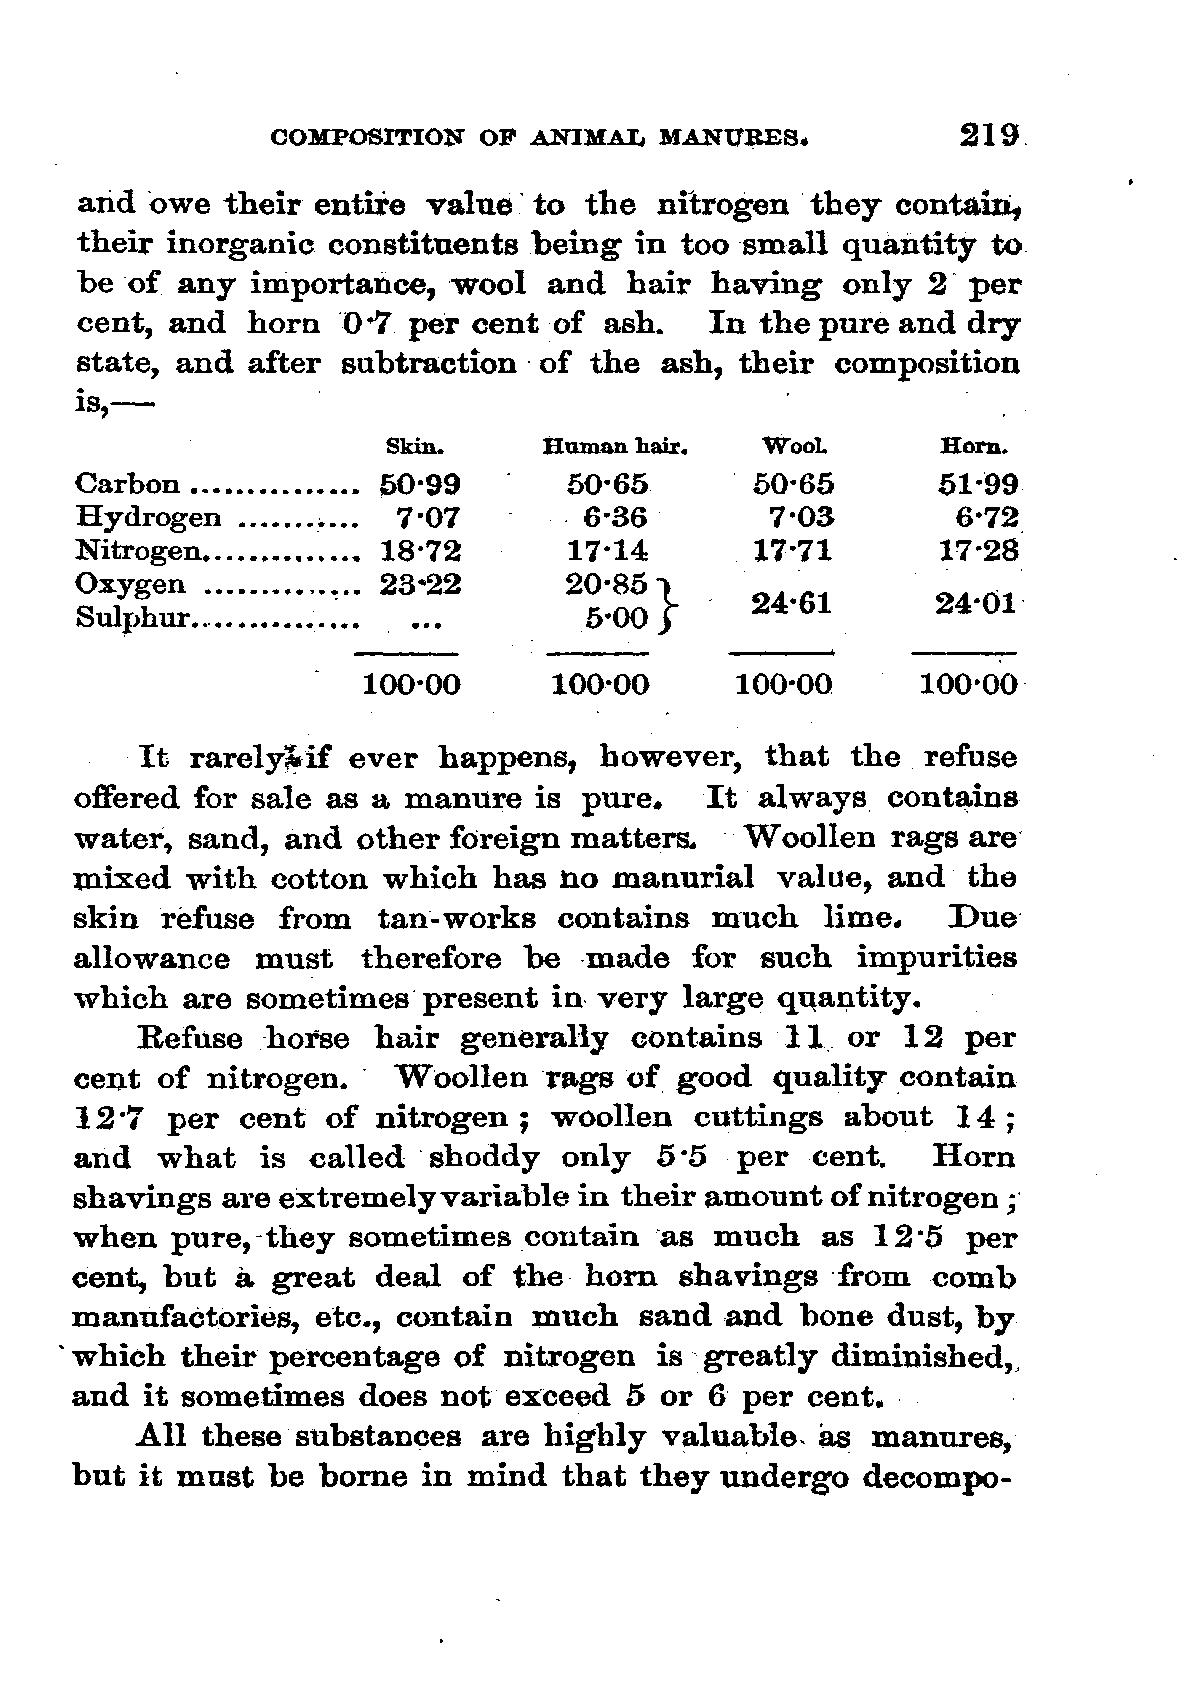 COMPOSITION OF ANIMAL MANURES. 219
and owe their entire value to the nitrogen they contain,
their inorganic constituents being in too small quantity to
be of any importance, wool and hair having only 2 per
cent, and horn 0·7 per cent of ash. In the pure and dry
state, and after subtraction of the ash, their composition
is,—
Skin. Human hair. Wool. Horn.
Carbon ............... 50·99 50·65 50·65 51·99
Hydrogen ........... 7·07 6·36 7·03 6·72
Nitrogen.............. 18·72 17·14 17·71 17·28
Oxygen .............. 23·22 20·85 } 24·61 24·01
Sulphur............... ... 5·00 }
100·00 100·00 100·00 100·00
It rarely if ever happens, however, that the refuse
offered for sale as a manure is pure. It always contains
water, sand, and other foreign matters. Woollen rags are
mixed with cotton which has no manurial value, and the
skin refuse from tan-works contains much lime. Due
allowance must therefore be made for such impurities
which are sometimes present in very large quantity.
Refuse horse hair generally contains 11 or 12 per
cent of nitrogen. Woollen rags of good quality contain
12·7 per cent of nitrogen ; woollen cuttings about 14 ;
and what is called shoddy only 5·5 per cent. Horn
shavings are extremely variable in their amount of nitrogen ;
when pure, they sometimes contain as much as 12·5 per
cent, but a great deal of the horn shavings from comb
manufactories, etc., contain much sand and bone dust, by
which their percentage of nitrogen is greatly diminished,
and it sometimes does not exceed 5 or 6 per cent.
All these substances are highly valuable as manures,
but it must be borne in mind that they undergo decompo-